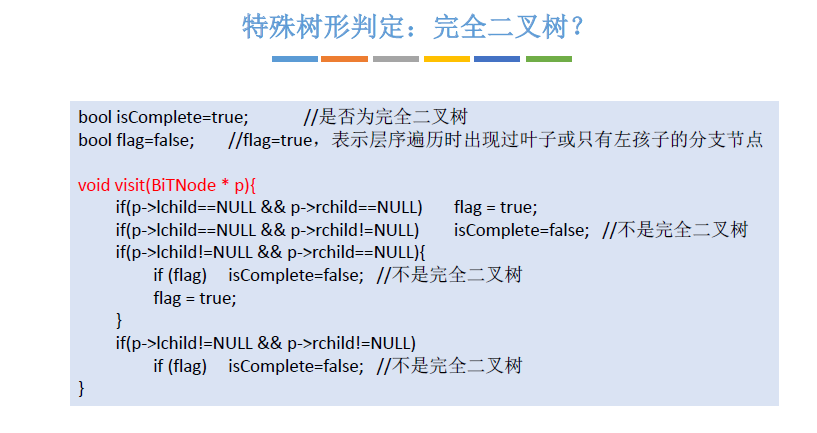 特殊树形判定：完全二叉树？
bool isComplete=true; //是否为完全二叉树
bool flag=false; //flag=true，表示层序遍历时出现过叶子或只有左孩子的分支节点
void visit(BiTNode * p){
if(p->lchild==NULL && p->rchild==NULL) flag = true;
if(p->lchild==NULL && p->rchild!=NULL) isComplete=false; //不是完全二叉树
if(p->lchild!=NULL && p->rchild==NULL){
if (flag) isComplete=false; //不是完全二叉树
flag = true;
}
if(p->lchild!=NULL && p->rchild!=NULL)
if (flag) isComplete=false; //不是完全二叉树
}